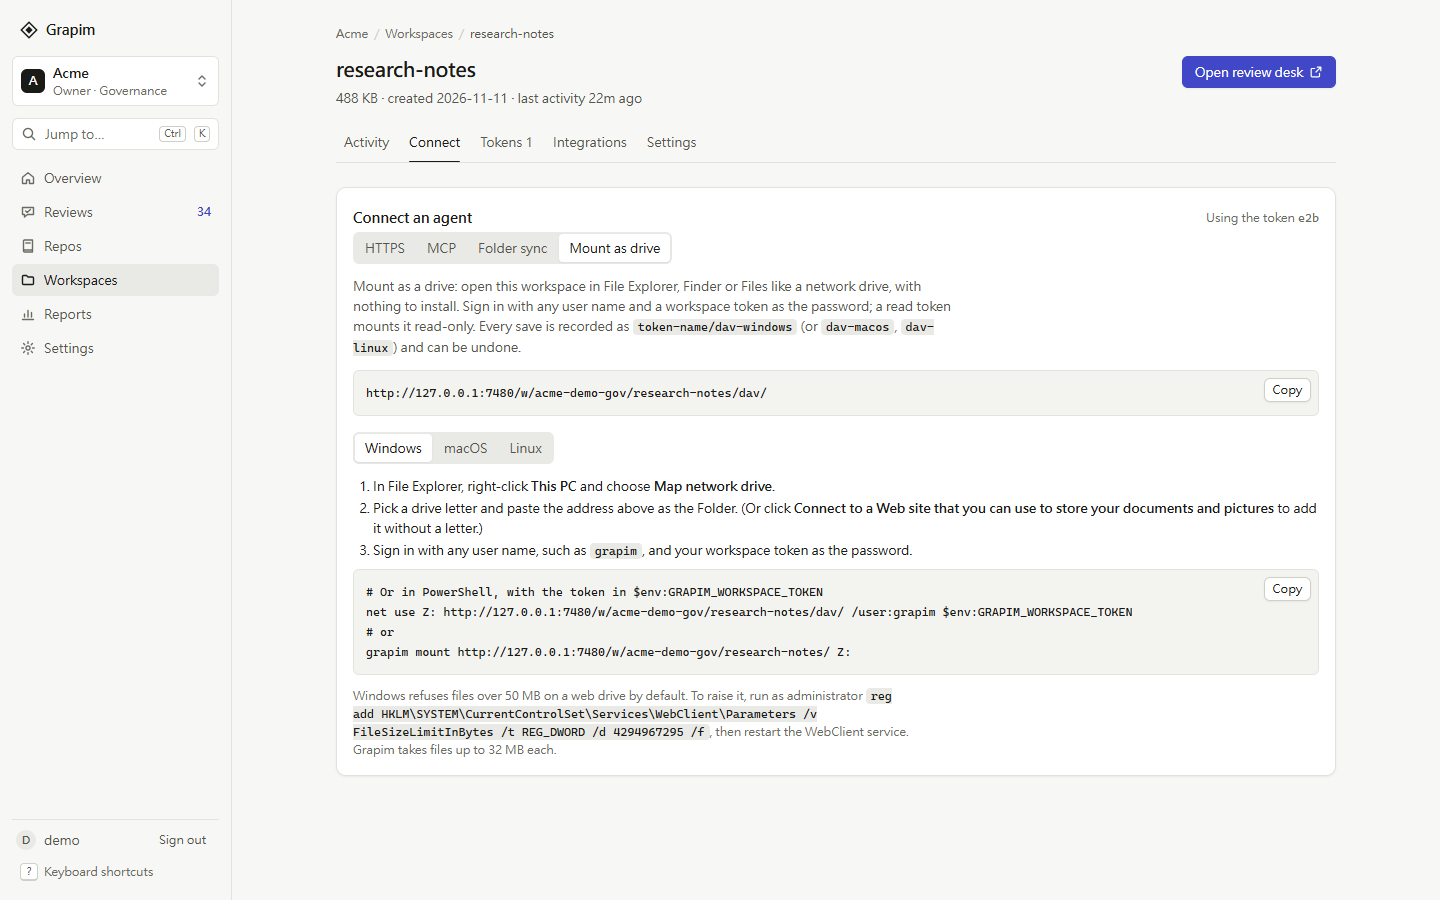 Grapim
A
Acme
Owner · Governance
Jump to...
Ctrl
K
Overview
Reviews
34
Repos
Workspaces
Reports
Settings
D
demo
Sign out
?
Keyboard shortcuts
Acme / Workspaces / research-notes
research-notes
488 KB · created 2026-11-11 · last activity 22m ago
Open review desk
Activity
Connect
Tokens 1
Integrations
Settings
Connect an agent
Using the token e2b
HTTPS
MCP
Folder sync
Mount as drive
Mount as a drive: open this workspace in File Explorer, Finder or Files like a network drive, with
nothing to install. Sign in with any user name and a workspace token as the password; a read token
mounts it read-only. Every save is recorded as token-name/dav-windows (or dav-macos, dav-
linux) and can be undone.
http://127.0.0.1:7480/w/acme-demo-gov/research-notes/dav/
Copy
Windows
macOS
Linux
1. In File Explorer, right-click This PC and choose Map network drive.
2. Pick a drive letter and paste the address above as the Folder. (Or click Connect to a Web site that you can use to store your documents and pictures to add
it without a letter.)
3. Sign in with any user name, such as grapim, and your workspace token as the password.
# Or in PowerShell, with the token in $env:GRAPIM_WORKSPACE_TOKEN
Copy
net use Z: http://127.0.0.1:7480/w/acme-demo-gov/research-notes/dav/ /user:grapim $env:GRAPIM_WORKSPACE_TOKEN
# or
grapim mount http://127.0.0.1:7480/w/acme-demo-gov/research-notes/ Z:
Windows refuses files over 50 MB on a web drive by default. To raise it, run as administrator reg
add HKLM\SYSTEM\CurrentControlSet\Services\WebClient\Parameters /v
FileSizeLimitInBytes /t REG_DWORD /d 4294967295 /f, then restart the WebClient service.
Grapim takes files up to 32 MB each.